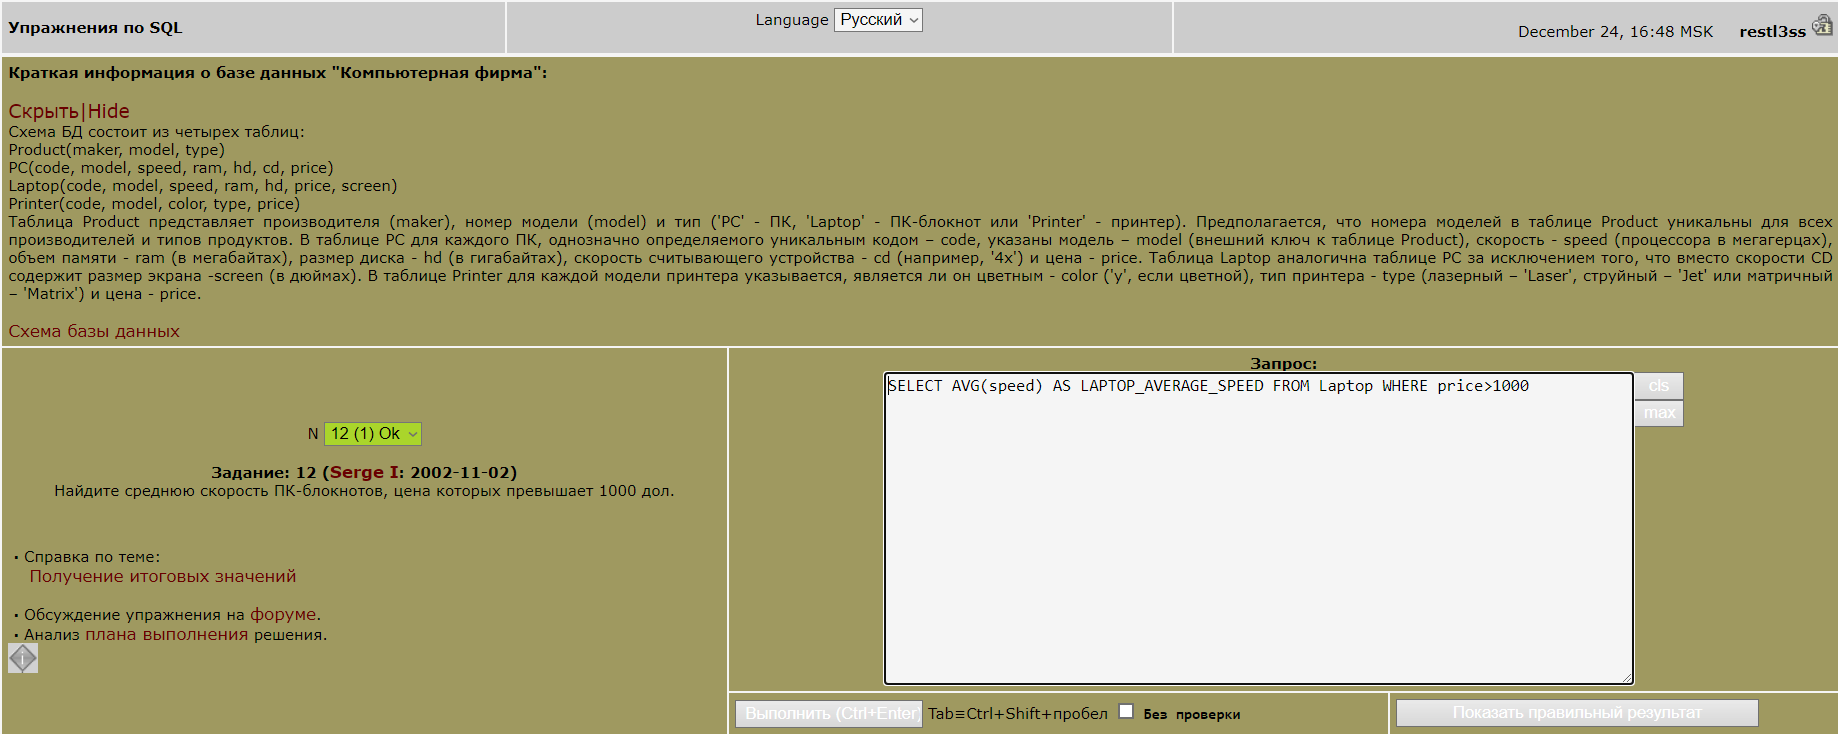 Упражнения по SQL
Language Русский
December 24, 16:48 MSK restl3ss
Краткая информация о базе данных "Компьютерная фирма":
Скрыть|Hide
Схема БД состоит из четырех таблиц:
Product(maker, model, type)
PC(code, model, speed, ram, hd, cd, price)
Laptop(code, model, speed, ram, hd, price, screen)
Printer(code, model, color, type, price)
Таблица Product представляет производителя (maker), номер модели (model) и тип ('PC' - ПК, 'Laptop' - ПК-блокнот или 'Printer' - принтер). Предполагается, что номера моделей в таблице Product уникальны для всех
производителей и типов продуктов. В таблице PC для каждого ПК, однозначно определяемого уникальным кодом – code, указаны модель – model (внешний ключ к таблице Product), скорость - speed (процессора в мегагерцах),
объем памяти - ram (в мегабайтах), размер диска - hd (в гигабайтах), скорость считывающего устройства - cd (например, '4x') и цена - price. Таблица Laptop аналогична таблице РС за исключением того, что вместо скорости CD
содержит размер экрана -screen (в дюймах). В таблице Printer для каждой модели принтера указывается, является ли он цветным - color ('y', если цветной), тип принтера - type (лазерный – 'Laser', струйный – 'Jet' или матричный
– 'Matrix') и цена - price.
Схема базы данных
N 12 (1) Ok
Задание: 12 (Serge I: 2002-11-02)
Найдите среднюю скорость ПК-блокнотов, цена которых превышает 1000 дол.
· Справка по теме:
Получение итоговых значений
· Обсуждение упражнения на форуме.
· Анализ плана выполнения решения.
Запрос:
SELECT AVG(speed) AS LAPTOP_AVERAGE_SPEED FROM Laptop WHERE price>1000
cls
max
Выполнить (Ctrl+Enter) Tab≡Ctrl+Shift+пробел Без проверки
Показать правильный результат